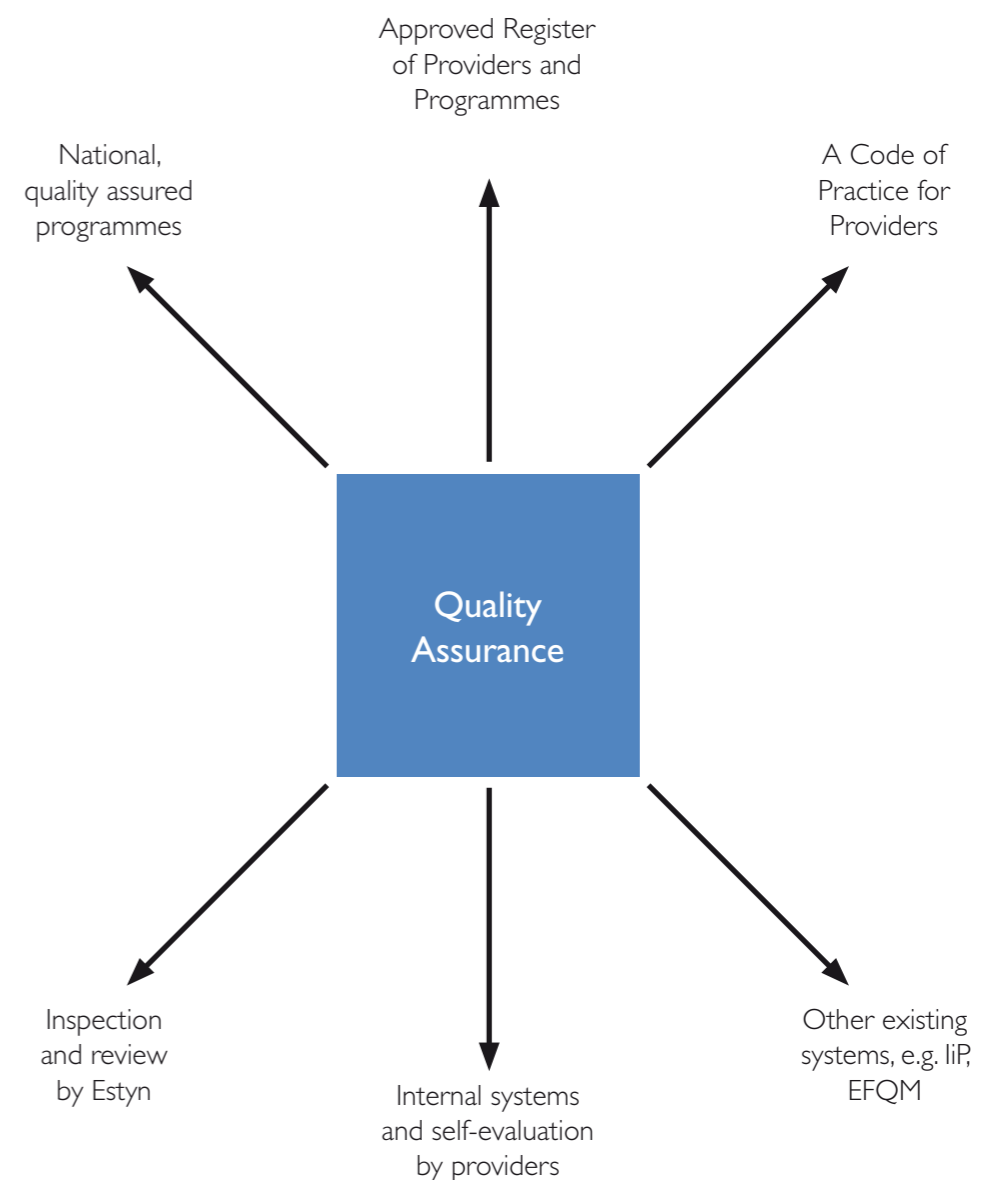 Approved Register
of Providers and
Programmes
National,
quality assured
programmes
A Code of
Practice for
Providers
Quality
Assurance
Inspection
and review
by Estyn
Internal systems
and self-evaluation
by providers
Other existing
systems, e.g. IiP,
EFQM